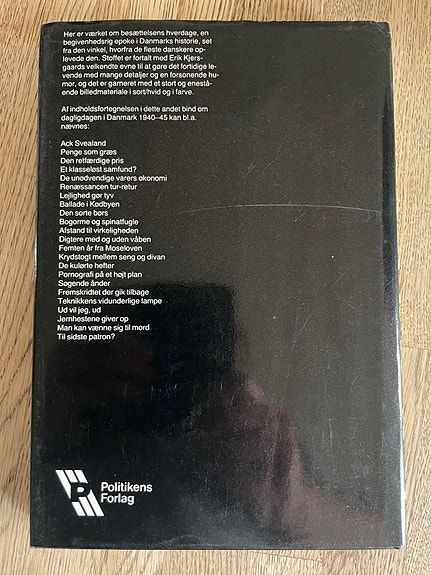 Her er værket om besættelsens hverdage, en
begivenhedsrig epoke i Danmarks historie, set
fra den vinkel, hvorfra de fleste danskere op-
levede den. Stoffet er fortalt med Erik Kjers-
gaards velkendte evne til at gøre det fortidige le-
vende med mange detaljer og en forsonende hu-
mor, og det er garneret med et stort og enestå-
ende billedmateriale i sort/hvid og i farve.
Af indholdsfortegnelsen i dette andet bind om
dagligdagen i Danmark 1940-45 kan bl.a.
nævnes:
Ack Svealand
Penge som græs
Den retfærdige pris
Et klasseløst samfund?
De unødvendige varers økonomi
Renæssancen tur-retur
Lejlighed gør tyv
Ballade i Kødbyen
Den sorte børs
Bogorme og spinatfugle
Afstand til virkeligheden
Digtere med og uden våben
Femten år fra Moseloven
Krydstogt mellem seng og divan
De kulørte hefter
Pornografi på et højt plan
Søgende ånder
Fremskridtet der gik tilbage
Teknikkens vidunderlige lampe
Ud vil jeg, ud
Jernhestene giver op
Man kan vænne sig til mord
Til sidste patron?
P
Politikens
Forlag